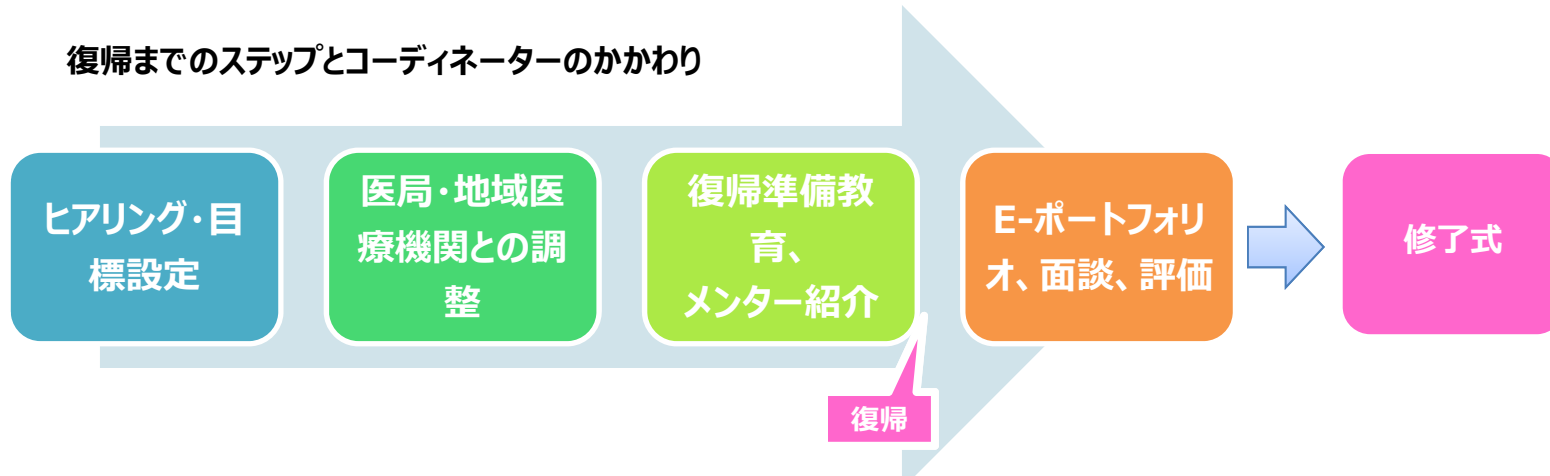 復帰までのステップとコーディネーターのかかわり
ヒアリング・目
標設定
医局・地域医
療機関との調
整
復帰準備教
育、
メンター紹介
E-ポートフォリ
オ、面談、評価
修了式
復帰